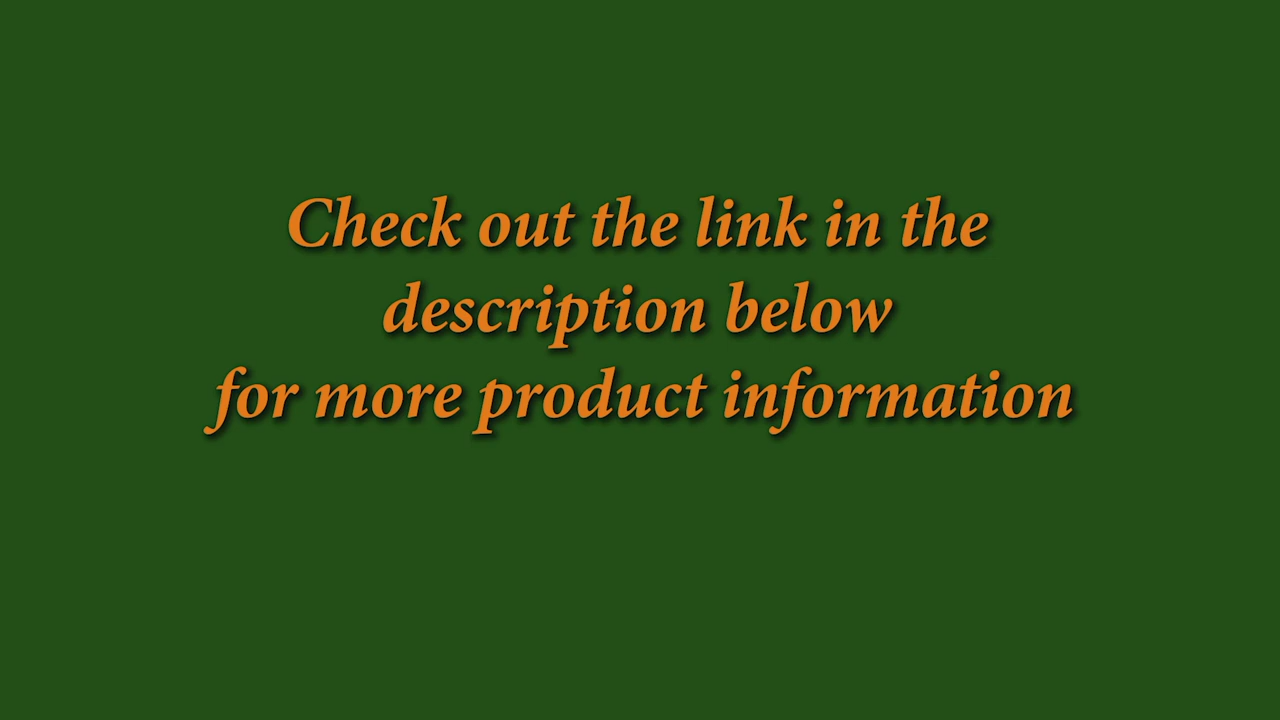 Check out the link in the
description below
for more product information